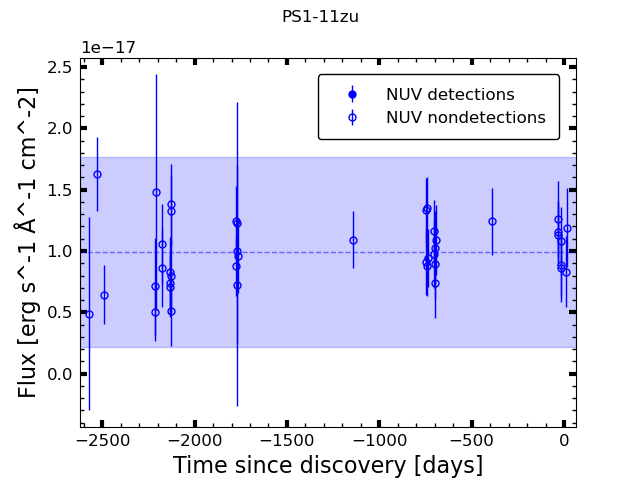 PS1-11zu
1e−17
NUV detections
NUV nondetections
2.5
2.0
1.5
1.0
0.5
0.0
Flux [erg s^-1 Å^-1 cm^-2]
−2500 −2000 −1500 −1000 −500 0
Time since discovery [days]